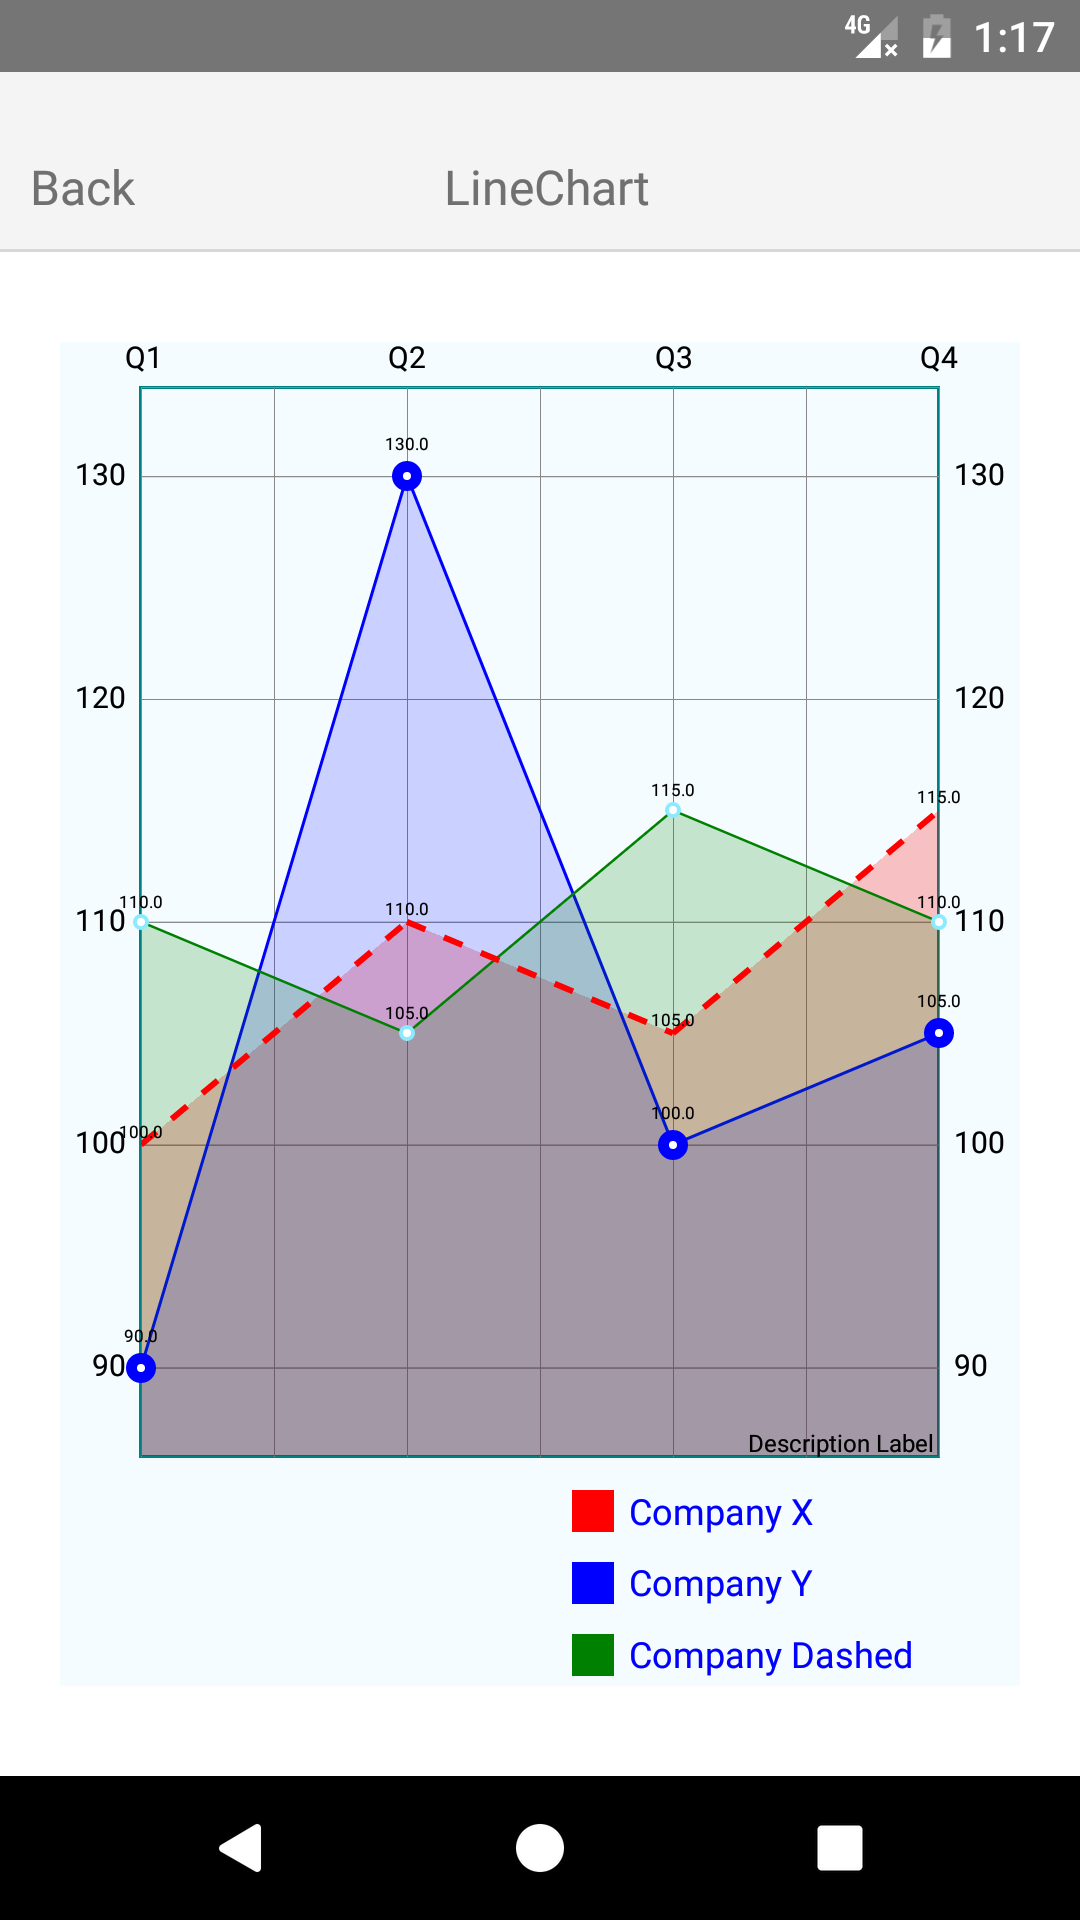 4G 1:17
Back LineChart
Q1 Q2 Q3 Q4
130.0
130 130
120 120
115.0
115.0
110.0 110.0 110.0
110 110
105.0 105.0 105.0
100.0 100.0
100 100
90.0
90 90
Description Label
Company X
Company Y
Company Dashed